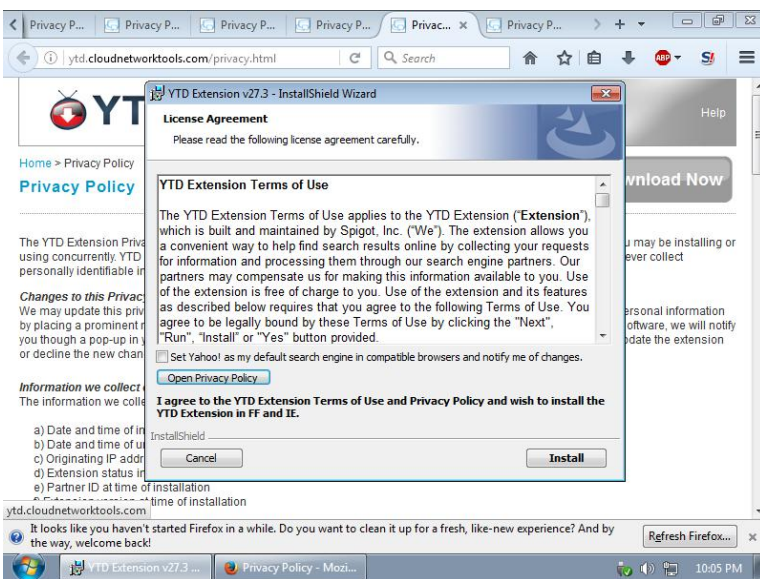 Privacy P...
Privacy P...
Privacy P...
Privacy P...
Privac...
Privacy P...
ytd.cloudnetworktools.com/privacy.html
Search
ABP
YT
Help
Home > Privacy Policy
Privacy Policy
wnload Now
The YTD Extension Priva
u may be installing or
using concurrently. YTD
ever collect
personally identifiable in
Changes to this Privac
We may update this priv
ersonal information
by placing a prominent
oftware, we will notify
you though a pop-up in y
pdate the extension
or decline the new chan
Information we collect
The information we colle
a) Date and time of in
b) Date and time of u
c) Originating IP addr
d) Extension status in
e) Partner ID at time of installation
time of installation
ytd.cloudnetworktools.com
YTD Extension v27.3 - InstallShield Wizard
License Agreement
Please read the following license agreement carefully.
YTD Extension Terms of Use
The YTD Extension Terms of Use applies to the YTD Extension (“Extension”),
which is built and maintained by Spigot, Inc. (“We”). The extension allows you
a convenient way to help find search results online by collecting your requests
for information and processing them through our search engine partners. Our
partners may compensate us for making this information available to you. Use
of the extension is free of charge to you. Use of the extension and its features
as described below requires that you agree to the following Terms of Use. You
agree to be legally bound by these Terms of Use by clicking the "Next",
"Run", “Install” or "Yes" button provided.
Set Yahoo! as my default search engine in compatible browsers and notify me of changes.
Open Privacy Policy
I agree to the YTD Extension Terms of Use and Privacy Policy and wish to install the
YTD Extension in FF and IE.
InstallShield
Cancel
Install
It looks like you haven't started Firefox in a while. Do you want to clean it up for a fresh, like-new experience? And by
the way, welcome back!
Refresh Firefox...
YTD Extension v27.3 ...
Privacy Policy - Mozi...
10:05 PM